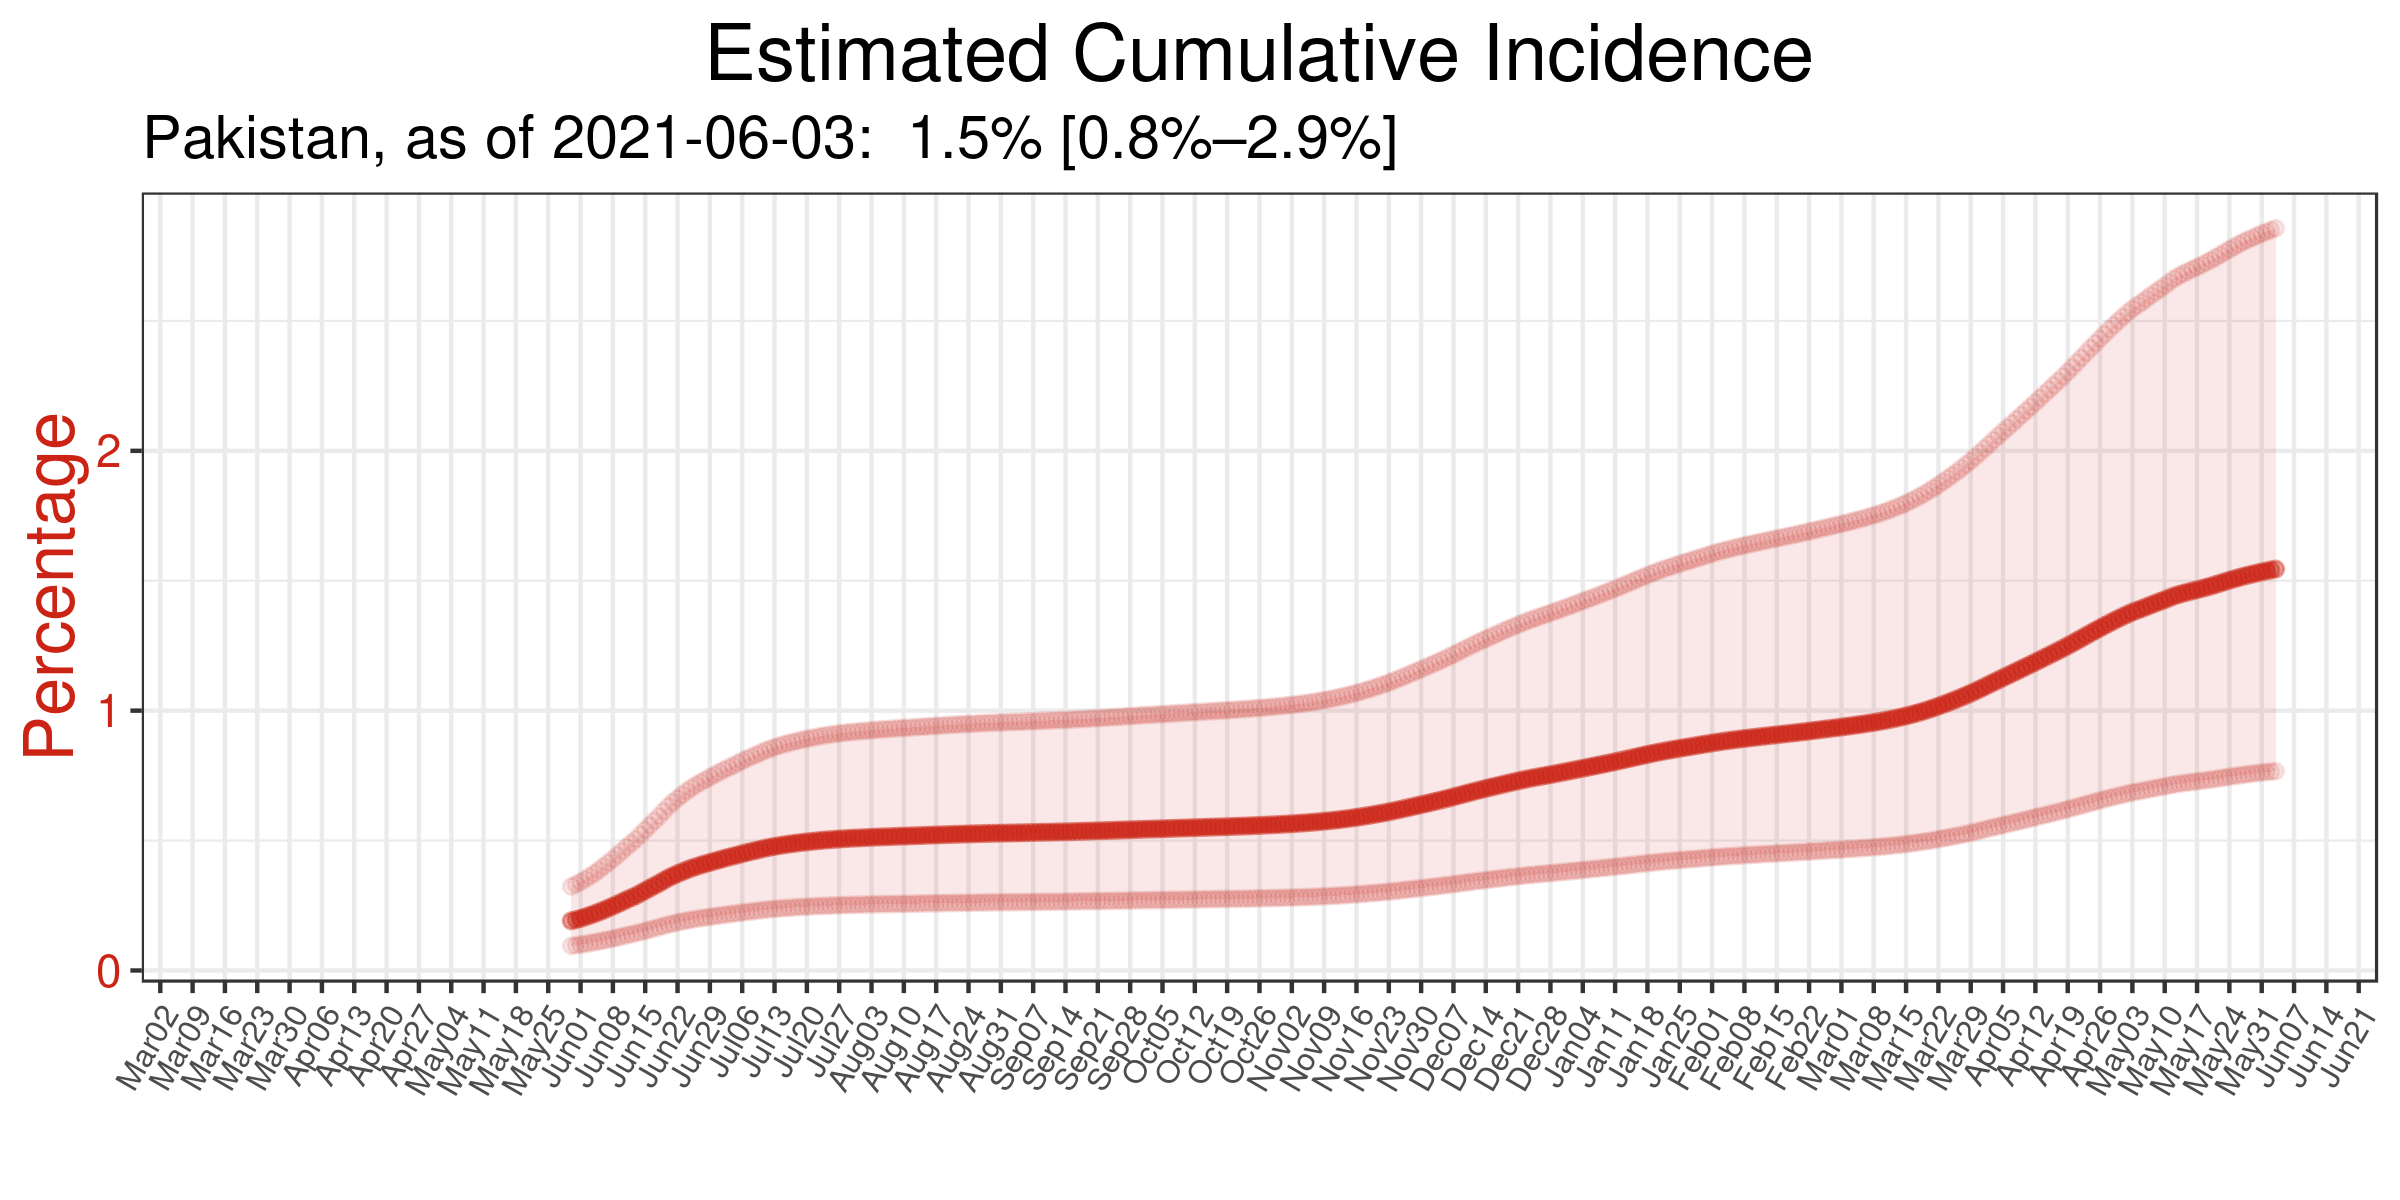 Estimated Cumulative Incidence
Pakistan, as of 2021-06-03:  1.5% [0.8%–2.9%]
Percentage
2
1
0
Mar02
Mar09
Mar16
Mar23
Mar30
Apr06
Apr13
Apr20
Apr27
May04
May11
May18
May25
Jun01
Jun08
Jun15
Jun22
Jun29
Jul06
Jul13
Jul20
Jul27
Aug03
Aug10
Aug17
Aug24
Aug31
Sep07
Sep14
Sep21
Sep28
Oct05
Oct12
Oct19
Oct26
Nov02
Nov09
Nov16
Nov23
Nov30
Dec07
Dec14
Dec21
Dec28
Jan04
Jan11
Jan18
Jan25
Feb01
Feb08
Feb15
Feb22
Mar01
Mar08
Mar15
Mar22
Mar29
Apr05
Apr12
Apr19
Apr26
May03
May10
May17
May24
May31
Jun07
Jun14
Jun21